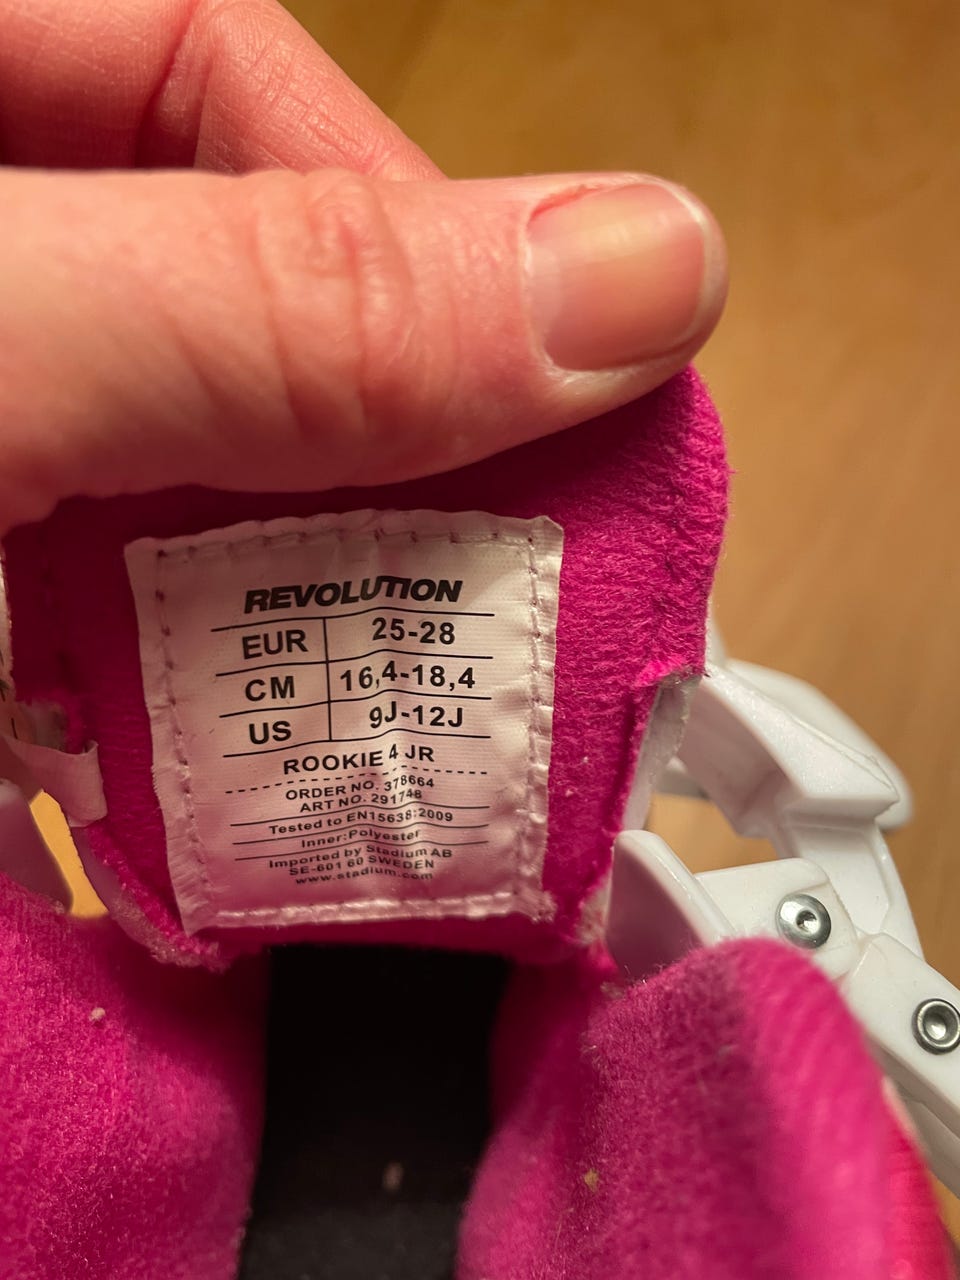 REVOLUTION
EUR 25-28
CM 16,4-18,4
US 9J-12J
ROOKIE 4 JR
ORDER NO. 378664
ART NO. 291748
Tested to EN15638:2009
Inner:Polyester
Imported by Stadium AB
SE-601 60 SWEDEN
www.stadium.com